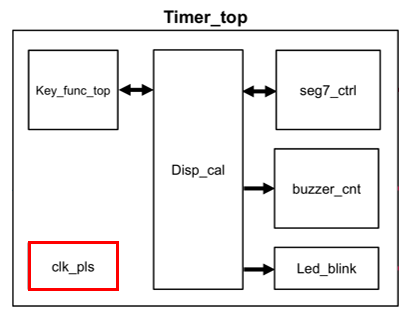 Timer_top
Key_func_top
seg7_ctrl
Disp_cal
buzzer_cnt
clk_pls
Led_blink